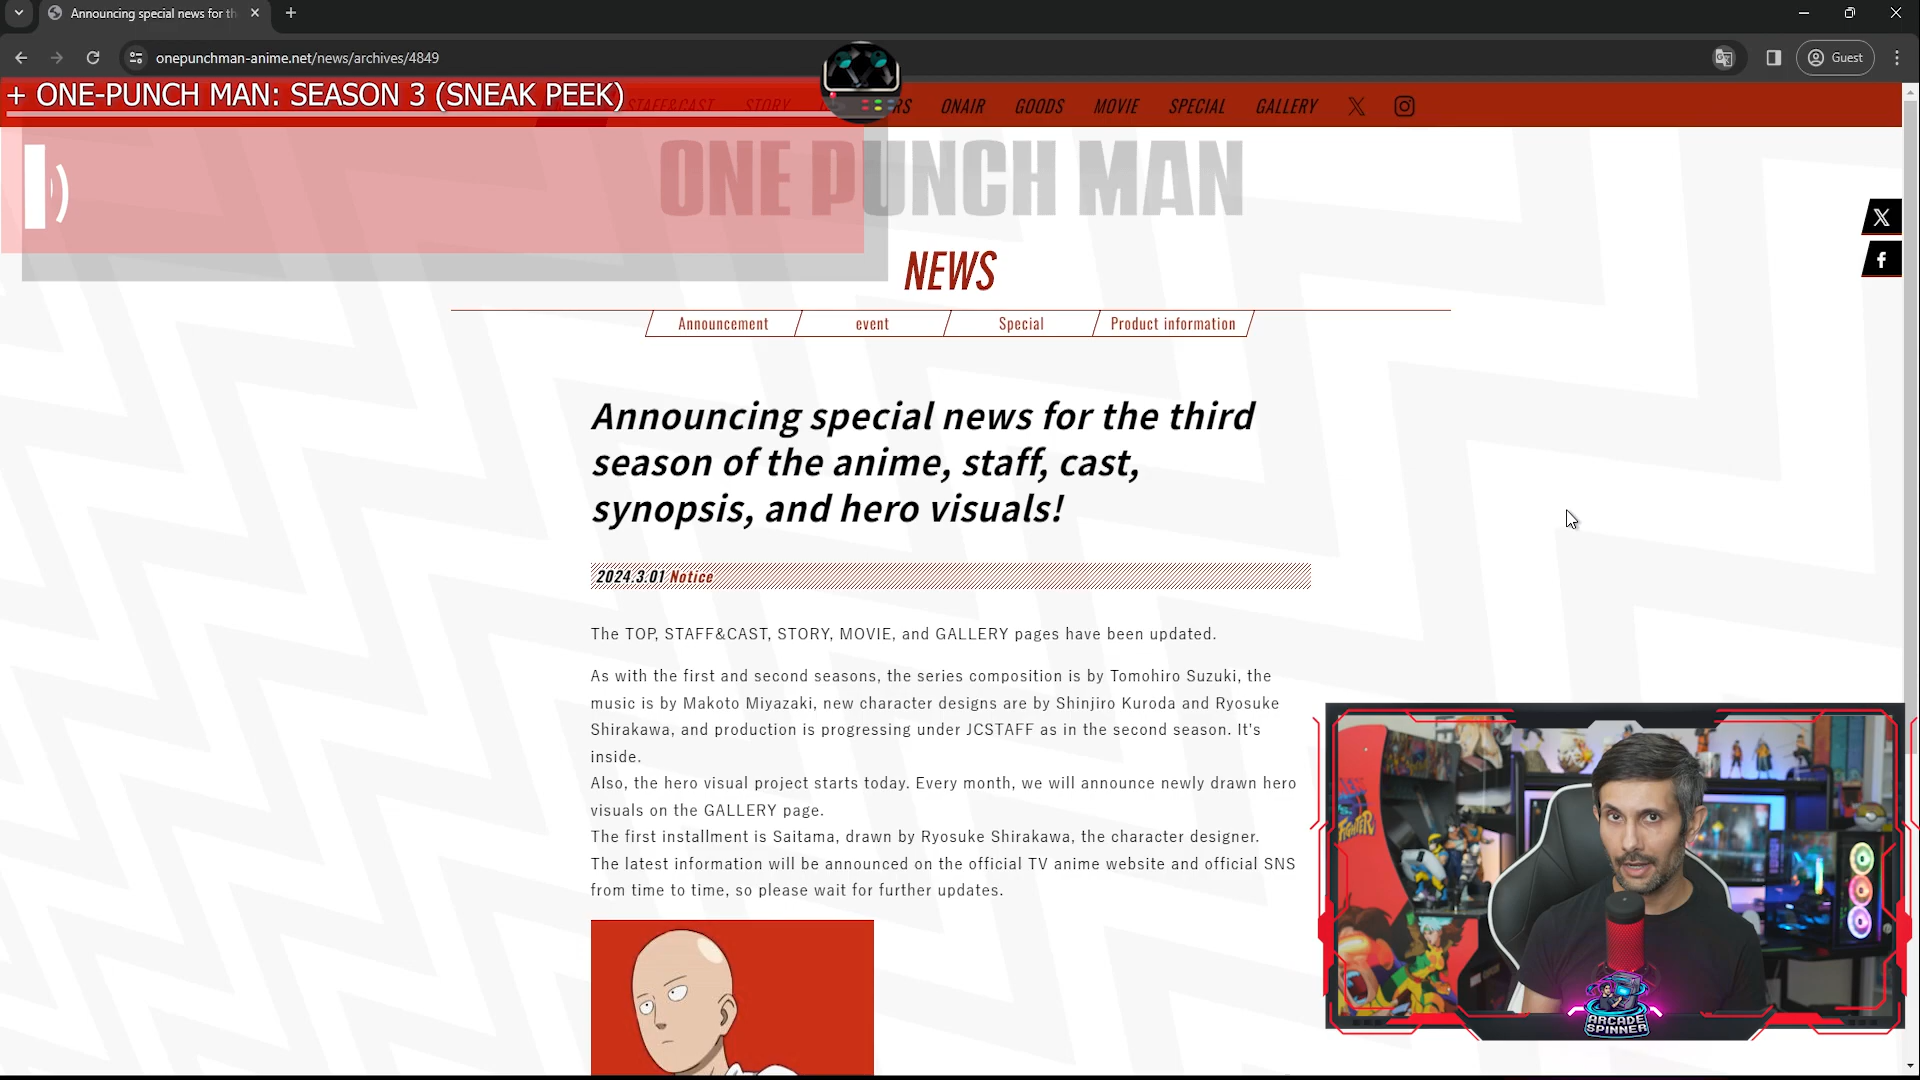 Announcing special news for th
onepunchman-anime.net/news/archives/4849
Guest
+ ONE-PUNCH MAN: SEASON 3 (SNEAK PEEK)
STAFF&CAST STORY RS ONAIR GOODS MOVIE SPECIAL GALLERY
ONE PUNCH MAN
NEWS
Announcement event Special Product information
Announcing special news for the third
season of the anime, staff, cast,
synopsis, and hero visuals!
2024.3.01 Notice
The TOP, STAFF&CAST, STORY, MOVIE, and GALLERY pages have been updated.
As with the first and second seasons, the series composition is by Tomohiro Suzuki, the
music is by Makoto Miyazaki, new character designs are by Shinjiro Kuroda and Ryosuke
Shirakawa, and production is progressing under JCSTAFF as in the second season. It's
inside.
Also, the hero visual project starts today. Every month, we will announce newly drawn hero
visuals on the GALLERY page.
The first installment is Saitama, drawn by Ryosuke Shirakawa, the character designer.
The latest information will be announced on the official TV anime website and official SNS
from time to time, so please wait for further updates.
FIGHTER
ARCADE
SPINNER